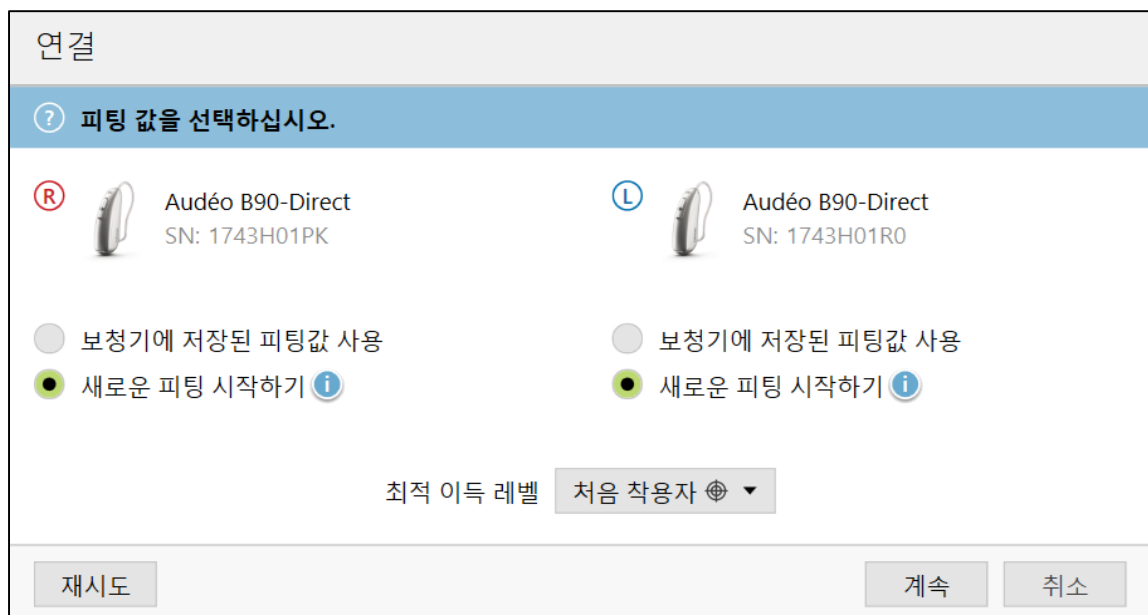 연결
? 피팅 값을 선택하십시오.
R Audéo B90-Direct
SN: 1743H01PK
L Audéo B90-Direct
SN: 1743H01R0
보청기에 저장된 피팅값 사용
새로운 피팅 시작하기 i
보청기에 저장된 피팅값 사용
새로운 피팅 시작하기 i
최적 이득 레벨 처음 착용자
재시도 계속 취소